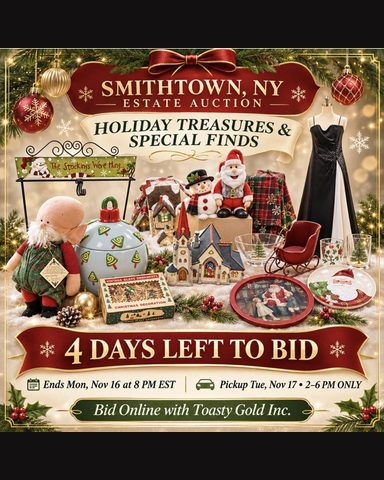 SMITHTOWN, NY
ESTATE AUCTION
HOLIDAY TREASURES &
SPECIAL FINDS
The Stockings Were Hung
CHRISTMAS DECORATION
4 DAYS LEFT TO BID
Ends Mon, Nov 16 at 8 PM EST
Pickup Tue, Nov 17 • 2–6 PM ONLY
Bid Online with Toasty Gold Inc.